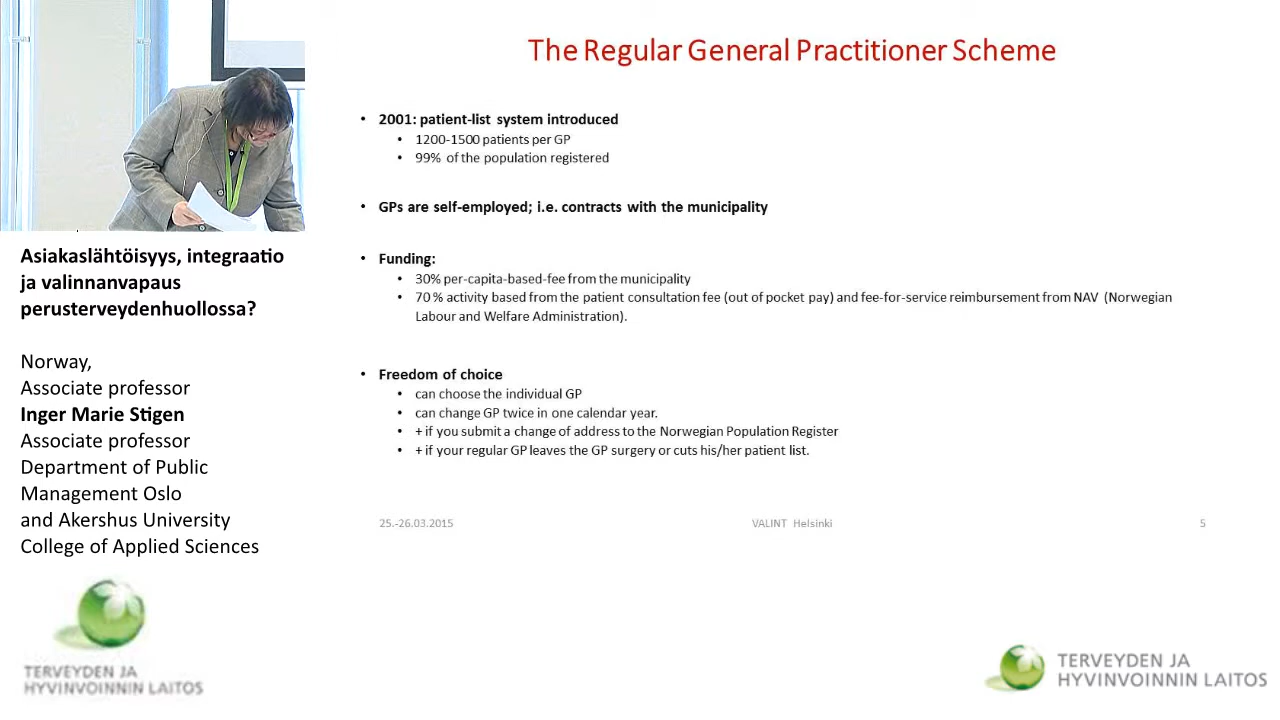 The Regular General Practitioner Scheme
• 2001: patient-list system introduced
• 1200-1500 patients per GP
• 99% of the population registered
• GPs are self-employed; i.e. contracts with the municipality
• Funding:
• 30% per-capita-based-fee from the municipality
• 70 % activity based from the patient consultation fee (out of pocket pay) and fee-for-service reimbursement from NAV (Norwegian
Labour and Welfare Administration).
• Freedom of choice
• can choose the individual GP
• can change GP twice in one calendar year.
• + if you submit a change of address to the Norwegian Population Register
• + if your regular GP leaves the GP surgery or cuts his/her patient list.
25.-26.03.2015 VALINT Helsinki 5
Asiakaslähtöisyys, integraatio
ja valinnanvapaus
perusterveydenhuollossa?
Norway,
Associate professor
Inger Marie Stigen
Associate professor
Department of Public
Management Oslo
and Akershus University
College of Applied Sciences
TERVEYDEN JA
HYVINVOINNIN LAITOS
TERVEYDEN JA
HYVINVOINNIN LAITOS